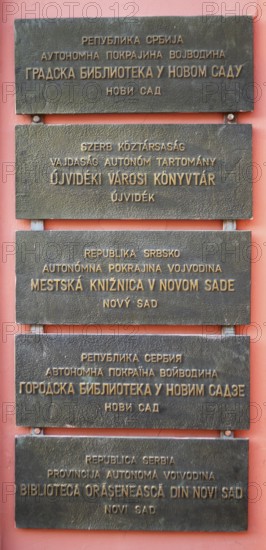 РЕПУБЛИКА СРБИЈА
АУТОНОМНА ПОКРАЈИНА ВОЈВОДИНА
ГРАДСКА БИБЛИОТЕКА У НОВОМ САДУ
НОВИ САД
SZERB KÖZTÁRSASÁG
VAJDASÁG AUTONÓM TARTOMÁNY
ÚJVIDÉKI VÁROSI KÖNYVTÁR
ÚJVIDÉK
REPUBLIKA SRBSKO
AUTONÓMNA POKRAJINA VOJVODINA
MESTSKÁ KNIŽNICA V NOVOM SADE
NOVÝ SAD
РЕПУБЛИКА СЕРБИЯ
АВТОНОМНА ПОКРАЇНА ВОЙВОДИНА
ГОРОДСКА БИБЛИОТЕКА У НОВИМ САДЗЕ
НОВИ САД
REPUBLICA SERBIA
PROVINCIJA AUTONOMĂ VOIVODINA
BIBLIOTECA ORĂŞENEASCĂ DIN NOVI SAD
NOVI SAD